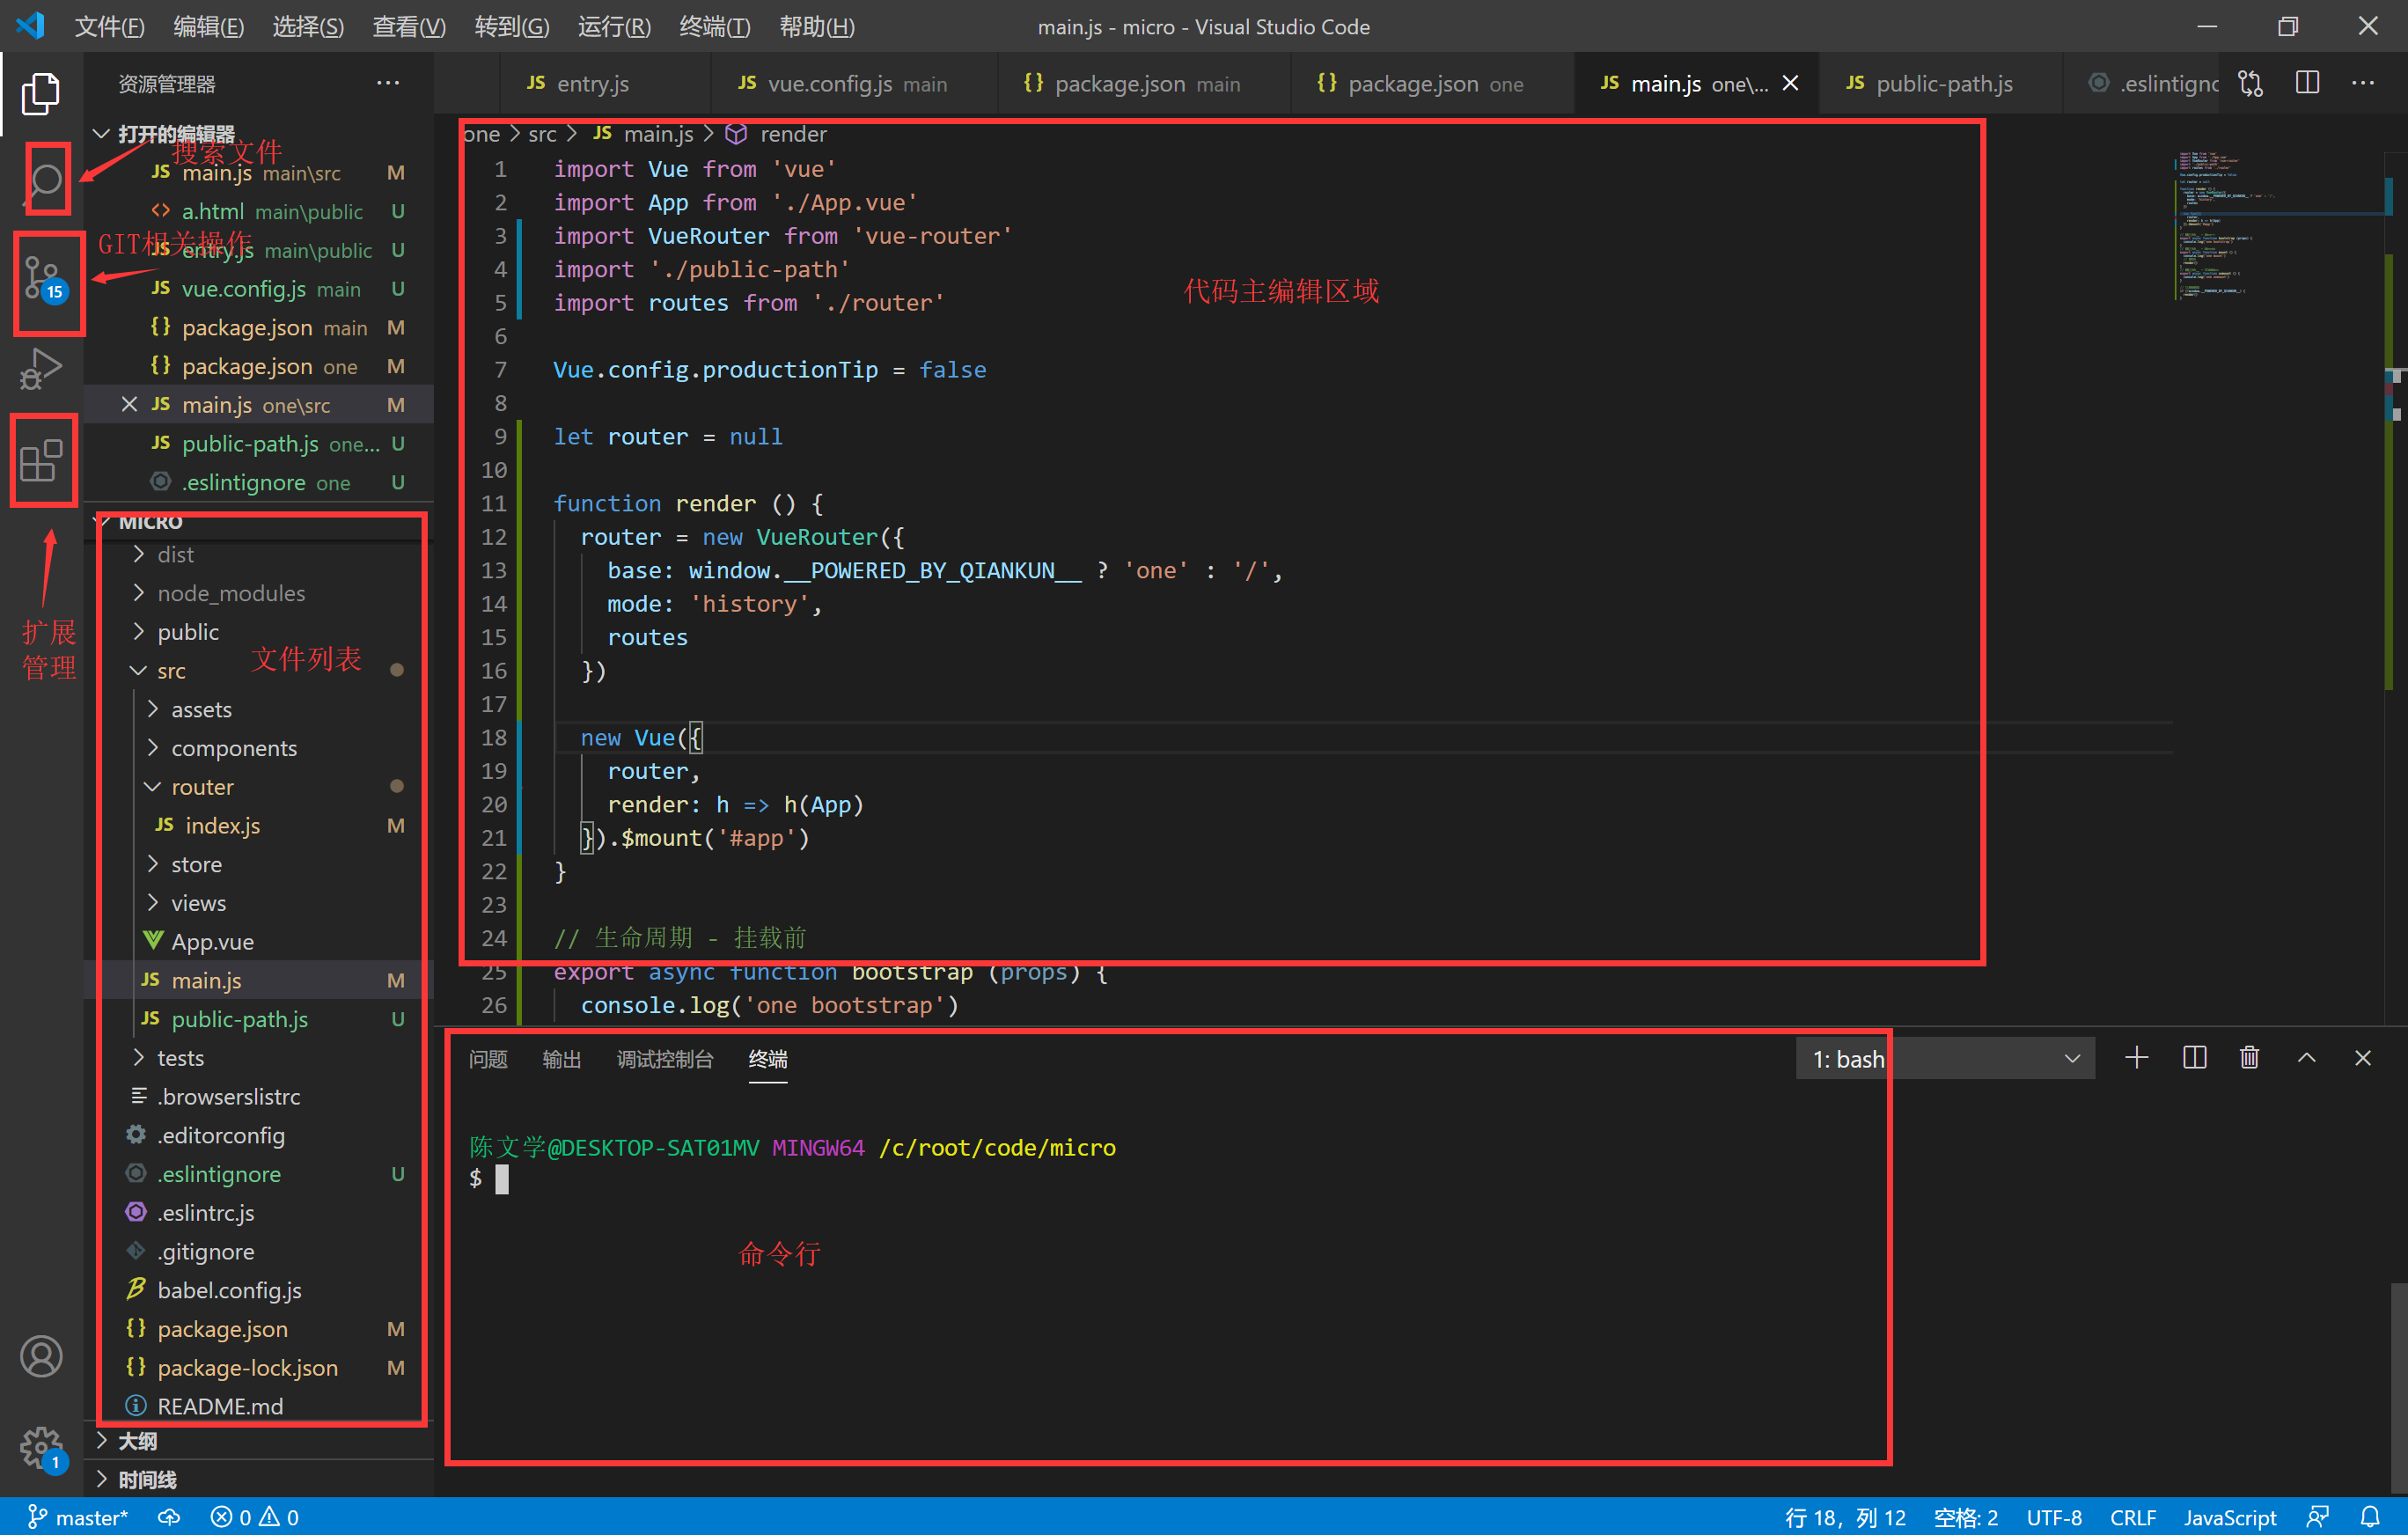 文件(F) 编辑(E) 选择(S) 查看(V) 转到(G) 运行(R) 终端(T) 帮助(H)
main.js - micro - Visual Studio Code
资源管理器
JS entry.js
JS vue.config.js main
{} package.json main
{} package.json one
JS main.js one\...
JS public-path.js
.eslintignc
打开的编辑器
搜索文件
JS main.js main\src M
<> a.html main\public U
GIT相关操作
JS entry.js main\public U
JS vue.config.js main U
15
{} package.json main M
{} package.json one M
JS main.js one\src M
JS public-path.js one... U
.eslintignore one U
扩展
管理
MICRO
dist
node_modules
public
文件列表
src
assets
components
router
JS index.js M
store
views
App.vue
JS main.js M
JS public-path.js U
tests
.browserslistrc
.editorconfig
.eslintignore U
.eslintrc.js
.gitignore
babel.config.js
{} package.json M
{} package-lock.json M
README.md
大纲
时间线
1
one > src > JS main.js > render
代码主编辑区域
1 import Vue from 'vue'
2 import App from './App.vue'
3 import VueRouter from 'vue-router'
4 import './public-path'
5 import routes from './router'
6
7 Vue.config.productionTip = false
8
9 let router = null
10
11 function render () {
12 router = new VueRouter({
13 base: window.__POWERED_BY_QIANKUN__ ? 'one' : '/',
14 mode: 'history',
15 routes
16 })
17
18 new Vue({
19 router,
20 render: h => h(App)
21 }).$mount('#app')
22 }
23
24 // 生命周期 - 挂载前
25 export async function bootstrap (props) {
26 console.log('one bootstrap')
问题 输出 调试控制台 终端
1: bash
陈文学@DESKTOP-SAT01MV MINGW64 /c/root/code/micro
$
命令行
master* 0 0
行 18，列 12 空格: 2 UTF-8 CRLF JavaScript